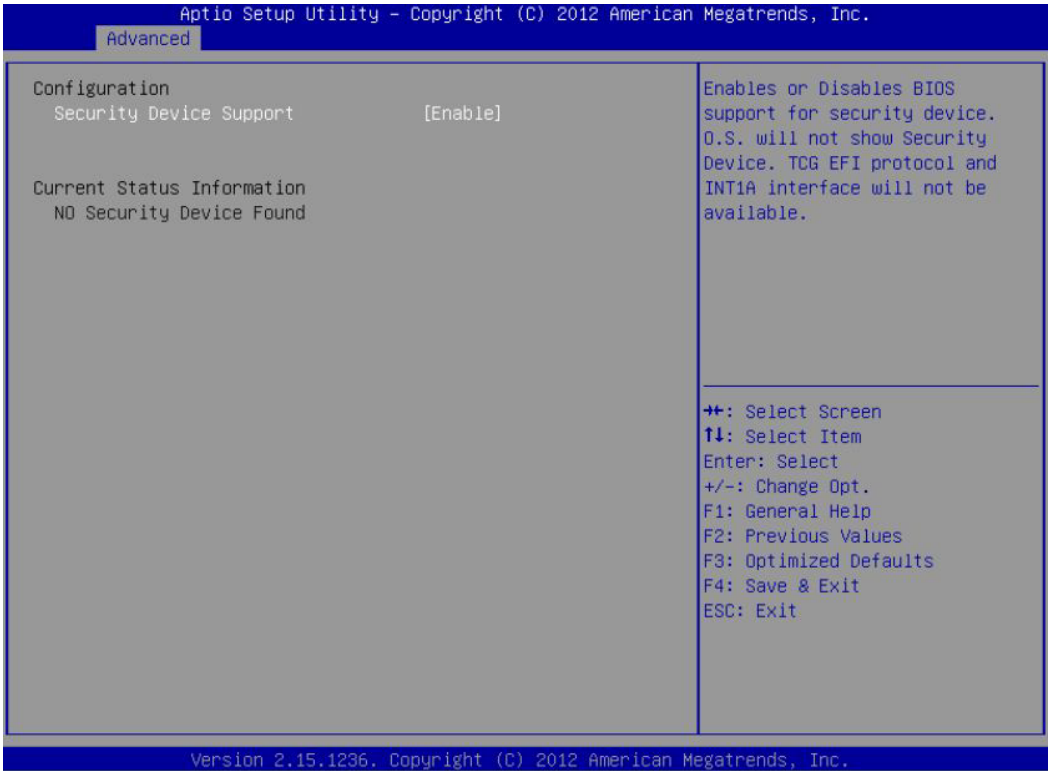 Aptio Setup Utility – Copyright (C) 2012 American Megatrends, Inc.
Advanced
Configuration
Security Device Support [Enable]
Current Status Information
NO Security Device Found
Enables or Disables BIOS
support for security device.
O.S. will not show Security
Device. TCG EFI protocol and
INT1A interface will not be
available.
→←: Select Screen
↑↓: Select Item
Enter: Select
+/-: Change Opt.
F1: General Help
F2: Previous Values
F3: Optimized Defaults
F4: Save & Exit
ESC: Exit
Version 2.15.1236. Copyright (C) 2012 American Megatrends, Inc.